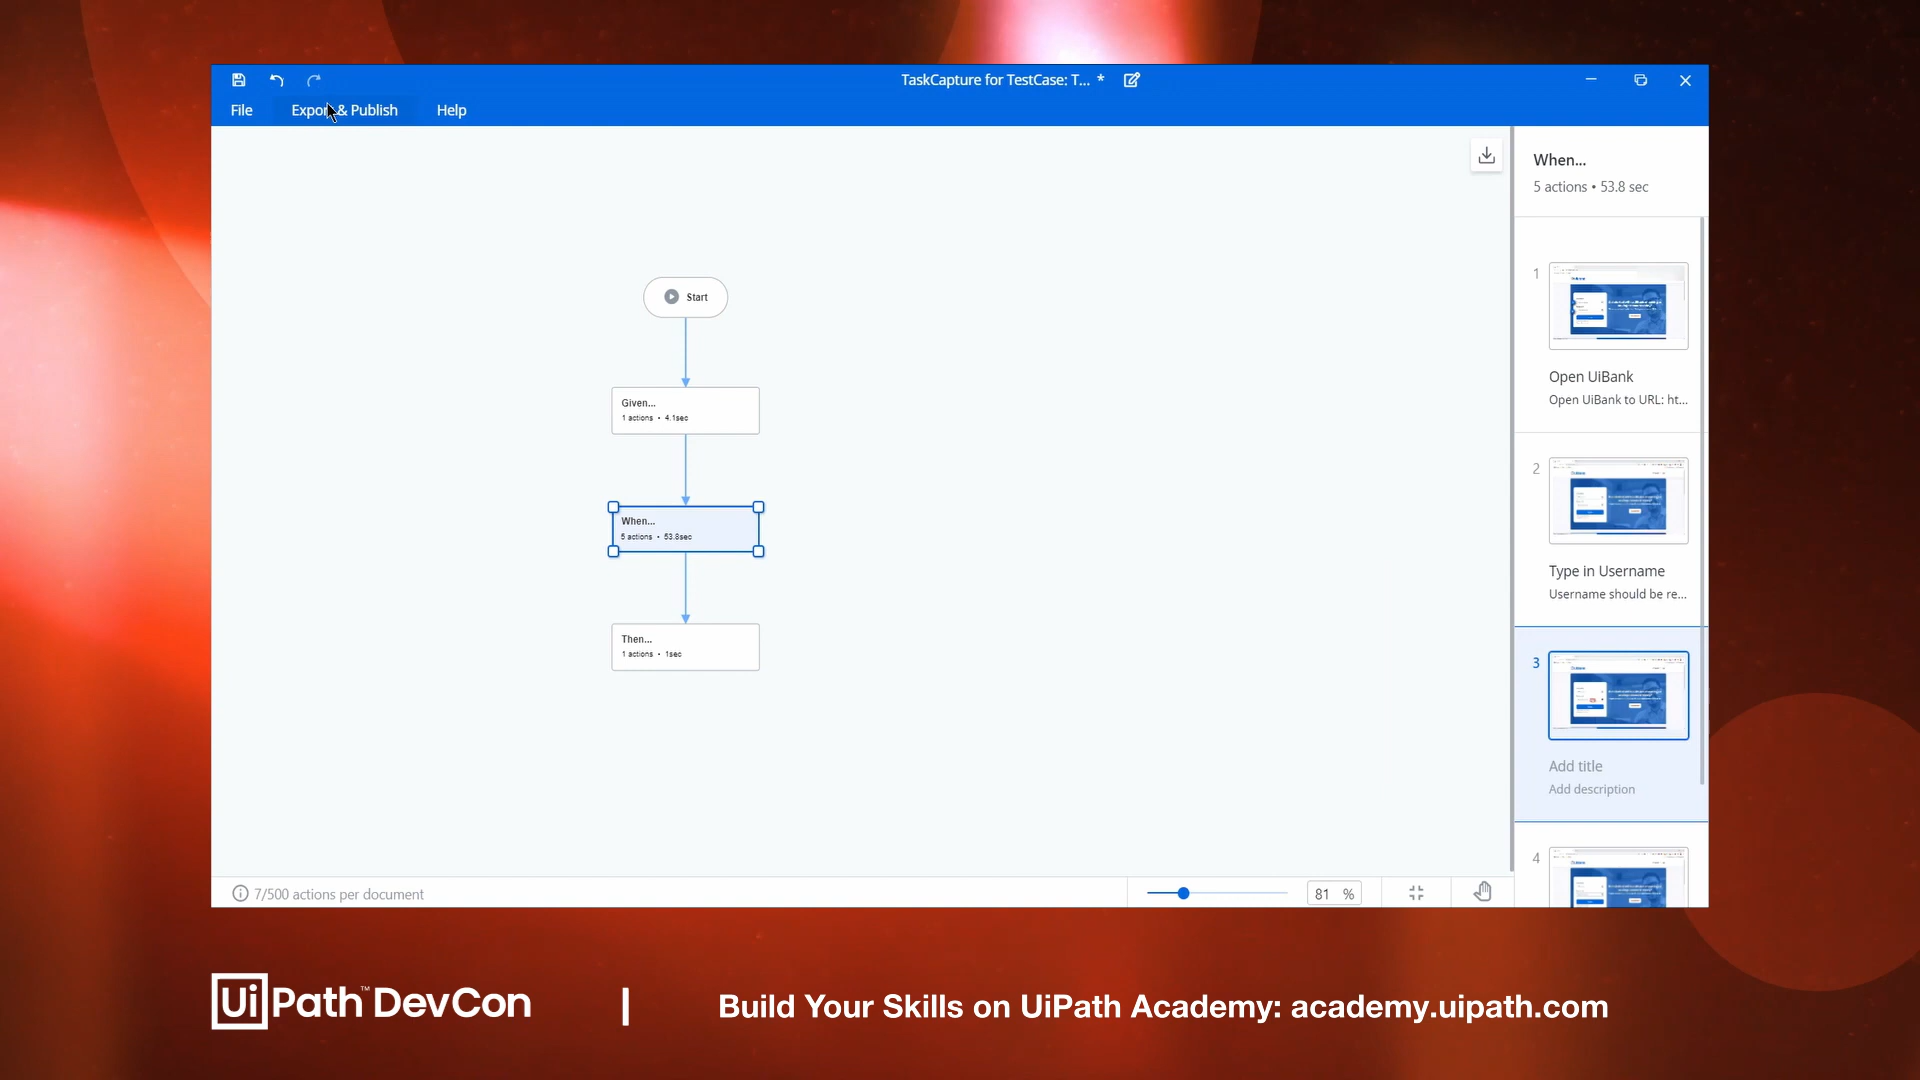 TaskCapture for TestCase: T... *
File
Export & Publish
Help
When...
5 actions • 53.8 sec
Start
Given...
1 actions • 4.1sec
When...
5 actions • 53.8sec
Then...
1 actions • 1sec
1
Open UiBank
Open UiBank to URL: ht...
2
Type in Username
Username should be re...
3
Add title
Add description
4
7/500 actions per document
81 %
UiPath™ DevCon
| Build Your Skills on UiPath Academy: academy.uipath.com